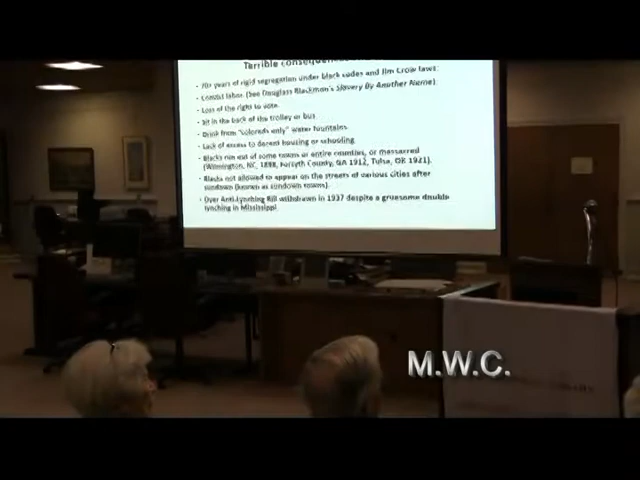 Terrible consequences
• 70+ years of rigid segregation under black codes and Jim Crow laws:
• Convict labor. (See Douglass Blackmon's Slavery By Another Name).
• Loss of the right to vote.
• Sit in the back of the trolley or bus.
• Drink from "coloreds only" water fountains.
• Lack of access to decent housing or schooling.
• Blacks run out of some towns or entire counties, or massacred
(Wilmington, NC, 1898, Forsyth County, GA 1912, Tulsa, OK 1921).
• Blacks not allowed to appear on the streets of various cities after
sundown (known as sundown towns).
• Dyer Anti-Lynching Bill withdrawn in 1937 despite a gruesome double
lynching in Mississippi
M.W.C.